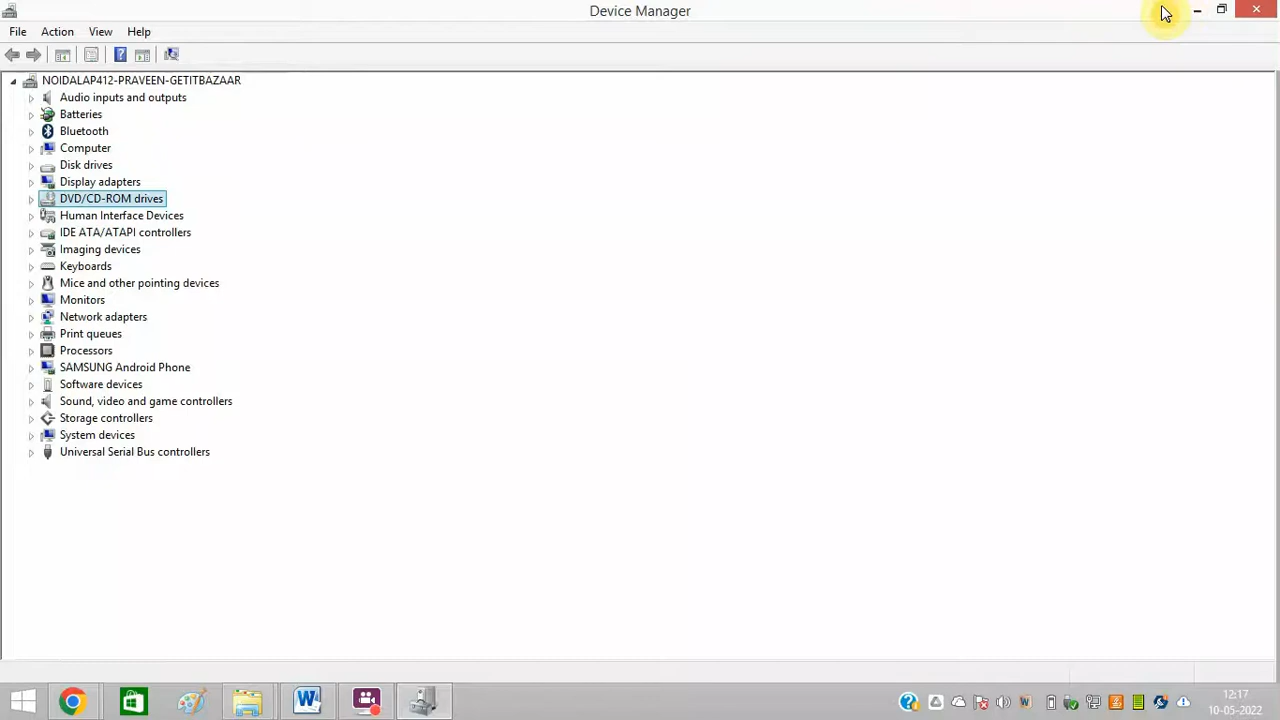 Device Manager
File Action View Help
NOIDALAP412-PRAVEEN-GETITBAZAAR
Audio inputs and outputs
Batteries
Bluetooth
Computer
Disk drives
Display adapters
DVD/CD-ROM drives
Human Interface Devices
IDE ATA/ATAPI controllers
Imaging devices
Keyboards
Mice and other pointing devices
Monitors
Network adapters
Print queues
Processors
SAMSUNG Android Phone
Software devices
Sound, video and game controllers
Storage controllers
System devices
Universal Serial Bus controllers
12:17
10-05-2022